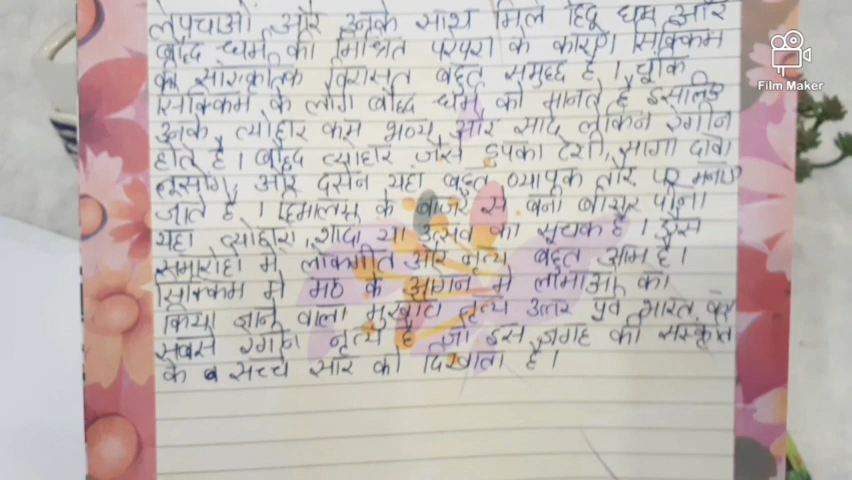 लेपचाओं और उनके साथ मिले हिंदू धर्म और
बौद्ध धर्म की मिश्रित परंपरा के कारण सिक्किम
की सांस्कृतिक विरासत बहुत समृद्ध है । चूंकि
सिक्किम के लोग बौद्ध धर्म को मानते है इसलिए
उनके त्योहार कम भव्य और सादे लेकिन रंगीन
होते है । बौद्ध त्योहार जैसे डुपका टेशी, सागा दावा
लूसोंग, और दसैन यहां बहुत व्यापक तौर पर मनाए
जाते है । हिमालय के बाजरे से बना बीयर पीना
यहां त्योहारों, शादी या उत्सव का सूचक है । इस
समारोहों में लोकगीत और नृत्य बहुत आम है ।
सिक्किम में मठ के आंगन में लामाओं का
किया जाने वाला मुखौटा नृत्य उत्तर पूर्व भारत का
सबसे रंगीन नृत्य है जो इस जगह की संस्कृति
के सच्चे सार को दिखाता है ।
Film Maker